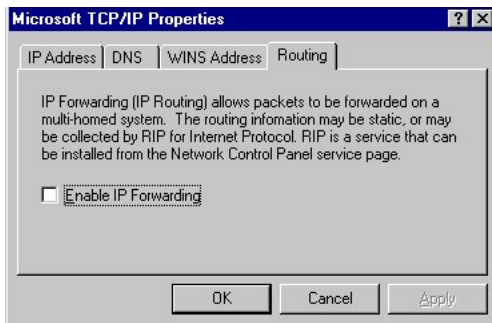 Microsoft TCP/IP Properties
IP Address DNS WINS Address Routing
IP Forwarding (IP Routing) allows packets to be forwarded on a
multi-homed system. The routing infomation may be static, or may
be collected by RIP for Internet Protocol. RIP is a service that can
be installed from the Network Control Panel service page.
Enable IP Forwarding
OK Cancel Apply